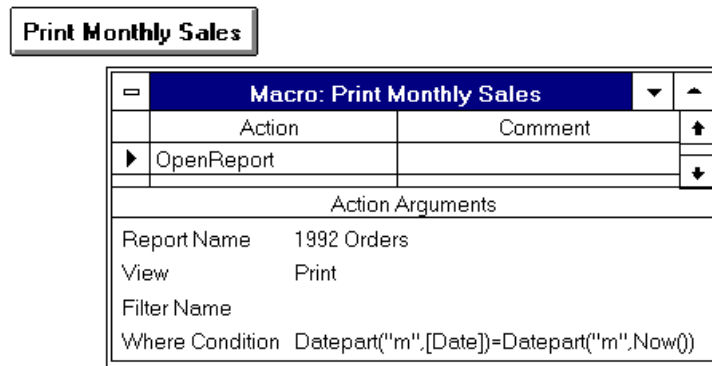 Print Monthly Sales
Macro: Print Monthly Sales
Action Comment
OpenReport
Action Arguments
Report Name 1992 Orders
View Print
Filter Name
Where Condition Datepart("m",[Date])=Datepart("m",Now())